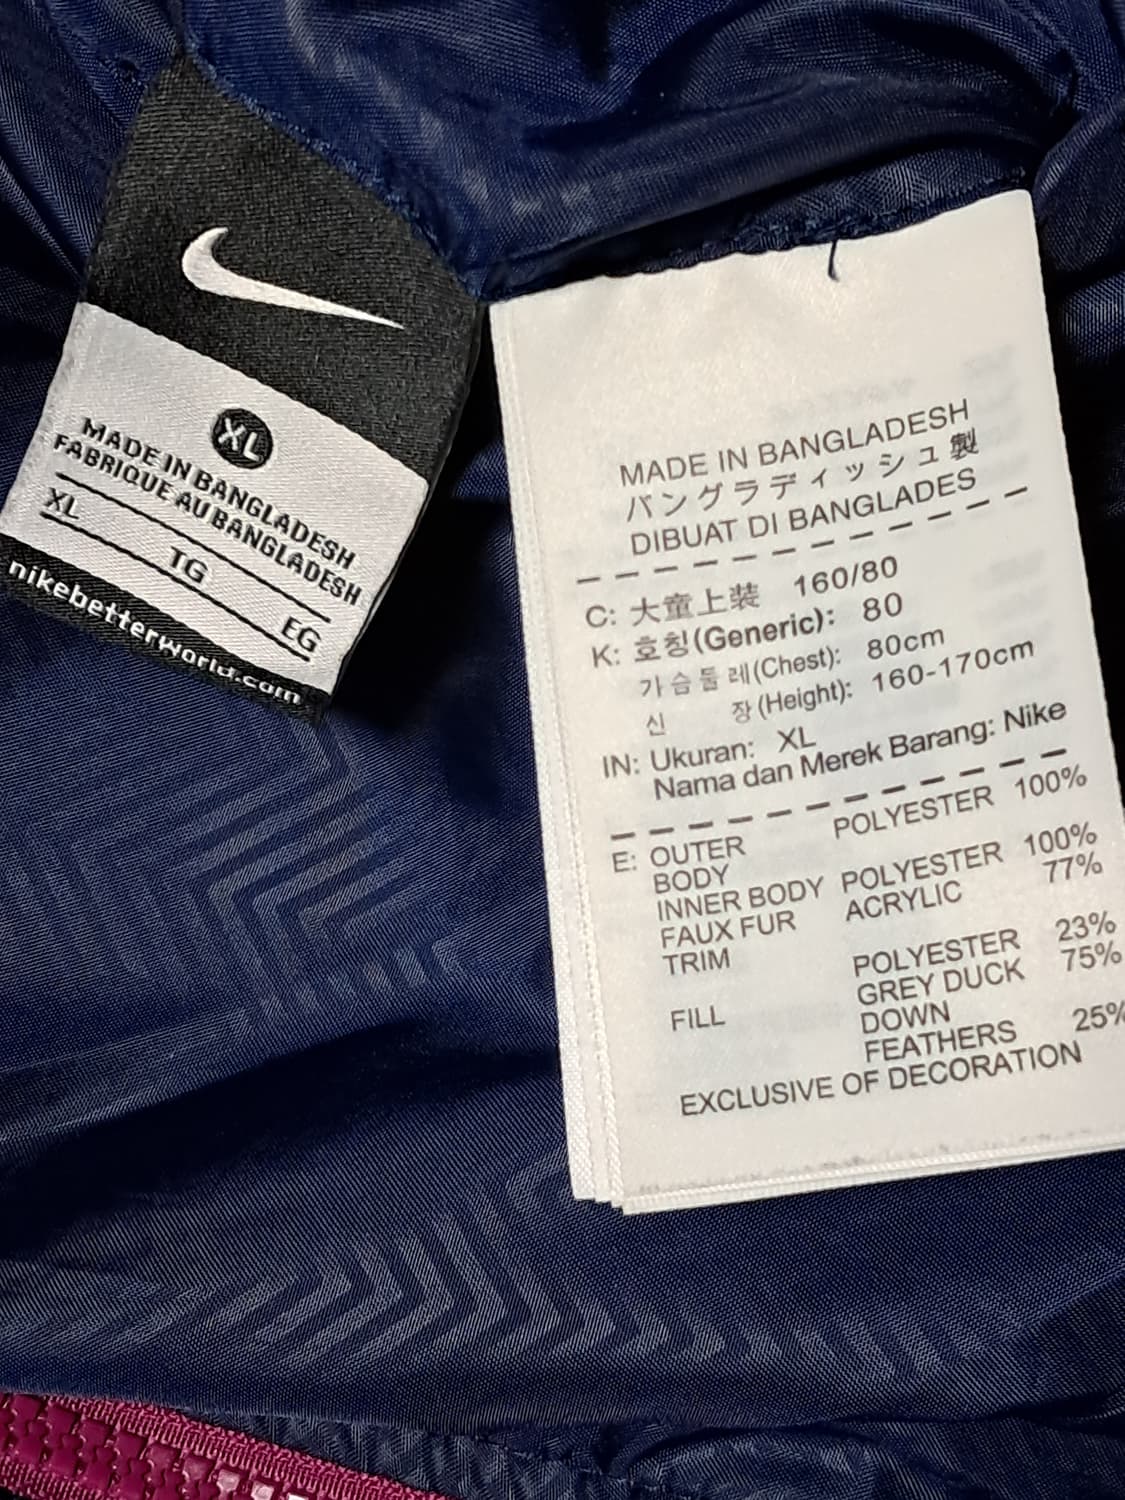 XL
MADE IN BANGLADESH
FABRIQUE AU BANGLADESH
XL TG EG
nikebetterworld.com
MADE IN BANGLADESH
バングラディッシュ製
DIBUAT DI BANGLADES
C: 大童上装 160/80
K: 호칭(Generic): 80
가슴둘레(Chest): 80cm
신 장(Height): 160-170cm
IN: Ukuran: XL
Nama dan Merek Barang: Nike
E: OUTER POLYESTER 100%
BODY
INNER BODY POLYESTER 100%
FAUX FUR ACRYLIC 77%
TRIM
POLYESTER 23%
FILL GREY DUCK 75%
DOWN
FEATHERS 25%
EXCLUSIVE OF DECORATION